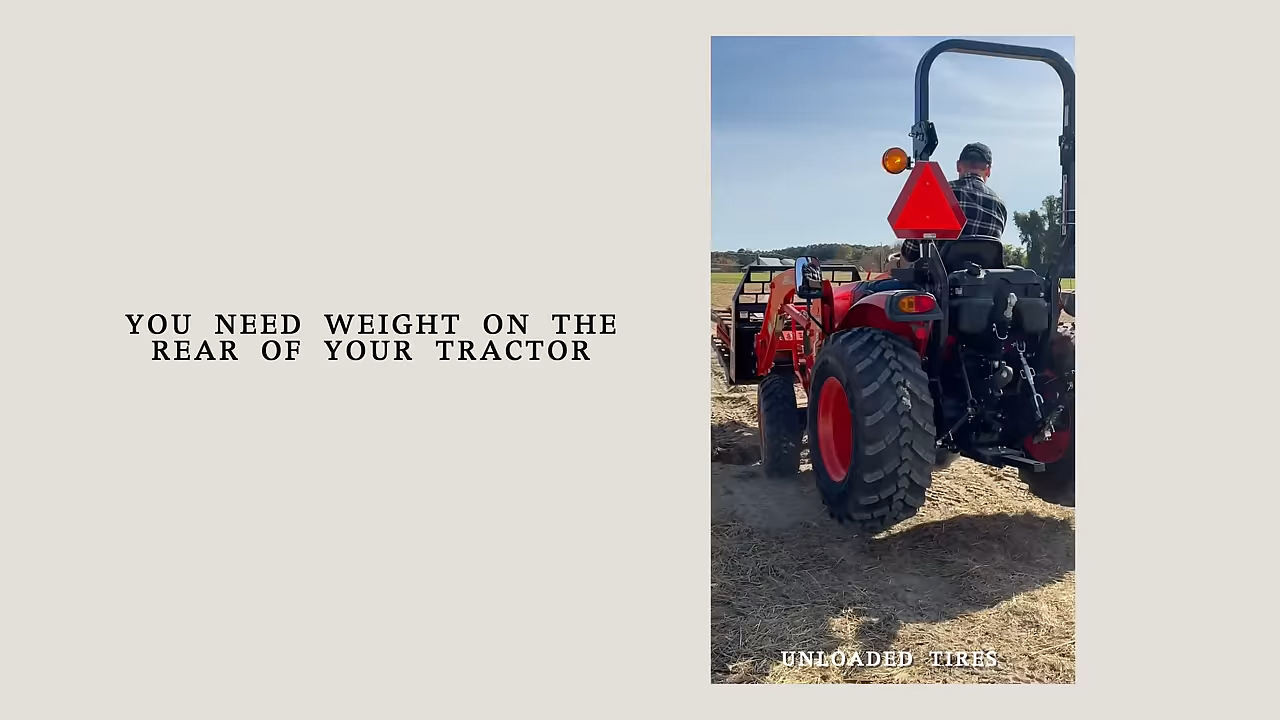 YOU NEED WEIGHT ON THE
REAR OF YOUR TRACTOR
UNLOADED TIRES